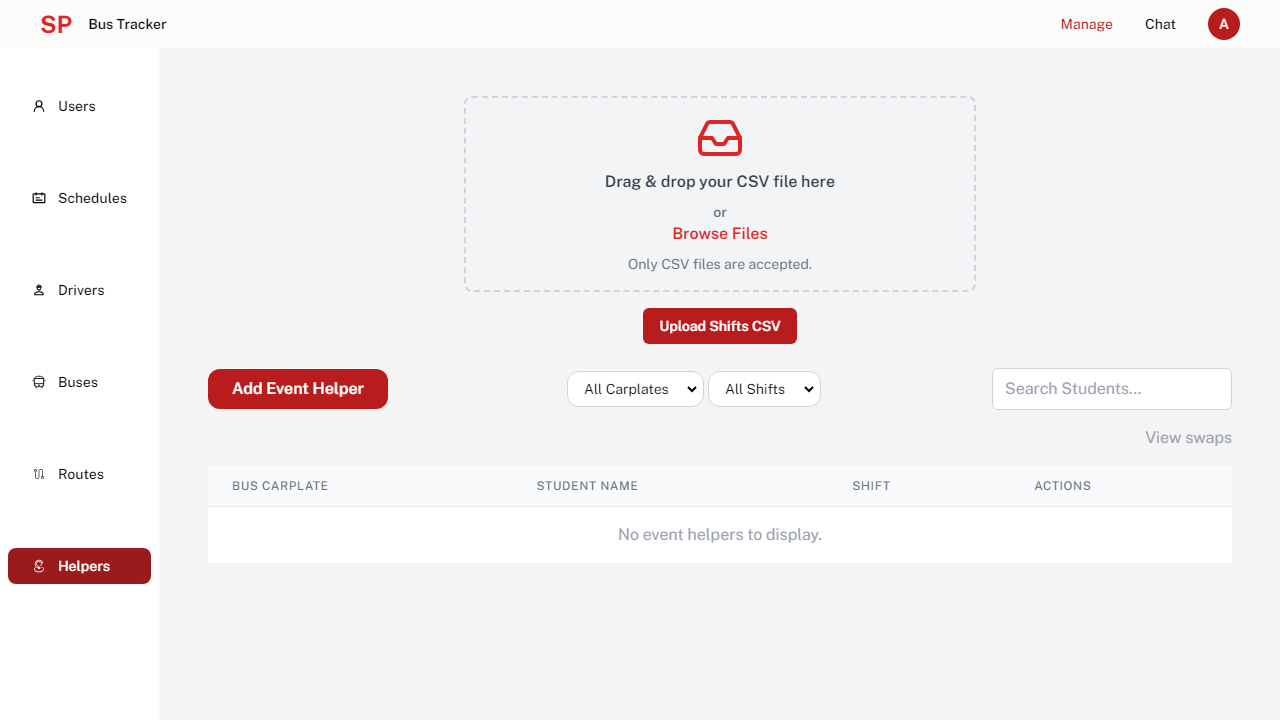 SP Bus Tracker Manage Chat A
Users
Schedules
Drivers
Buses
Routes
Helpers
Drag & drop your CSV file here
or
Browse Files
Only CSV files are accepted.
Upload Shifts CSV
Add Event Helper All Carplates All Shifts Search Students...
View swaps
BUS CARPLATE STUDENT NAME SHIFT ACTIONS
No event helpers to display.